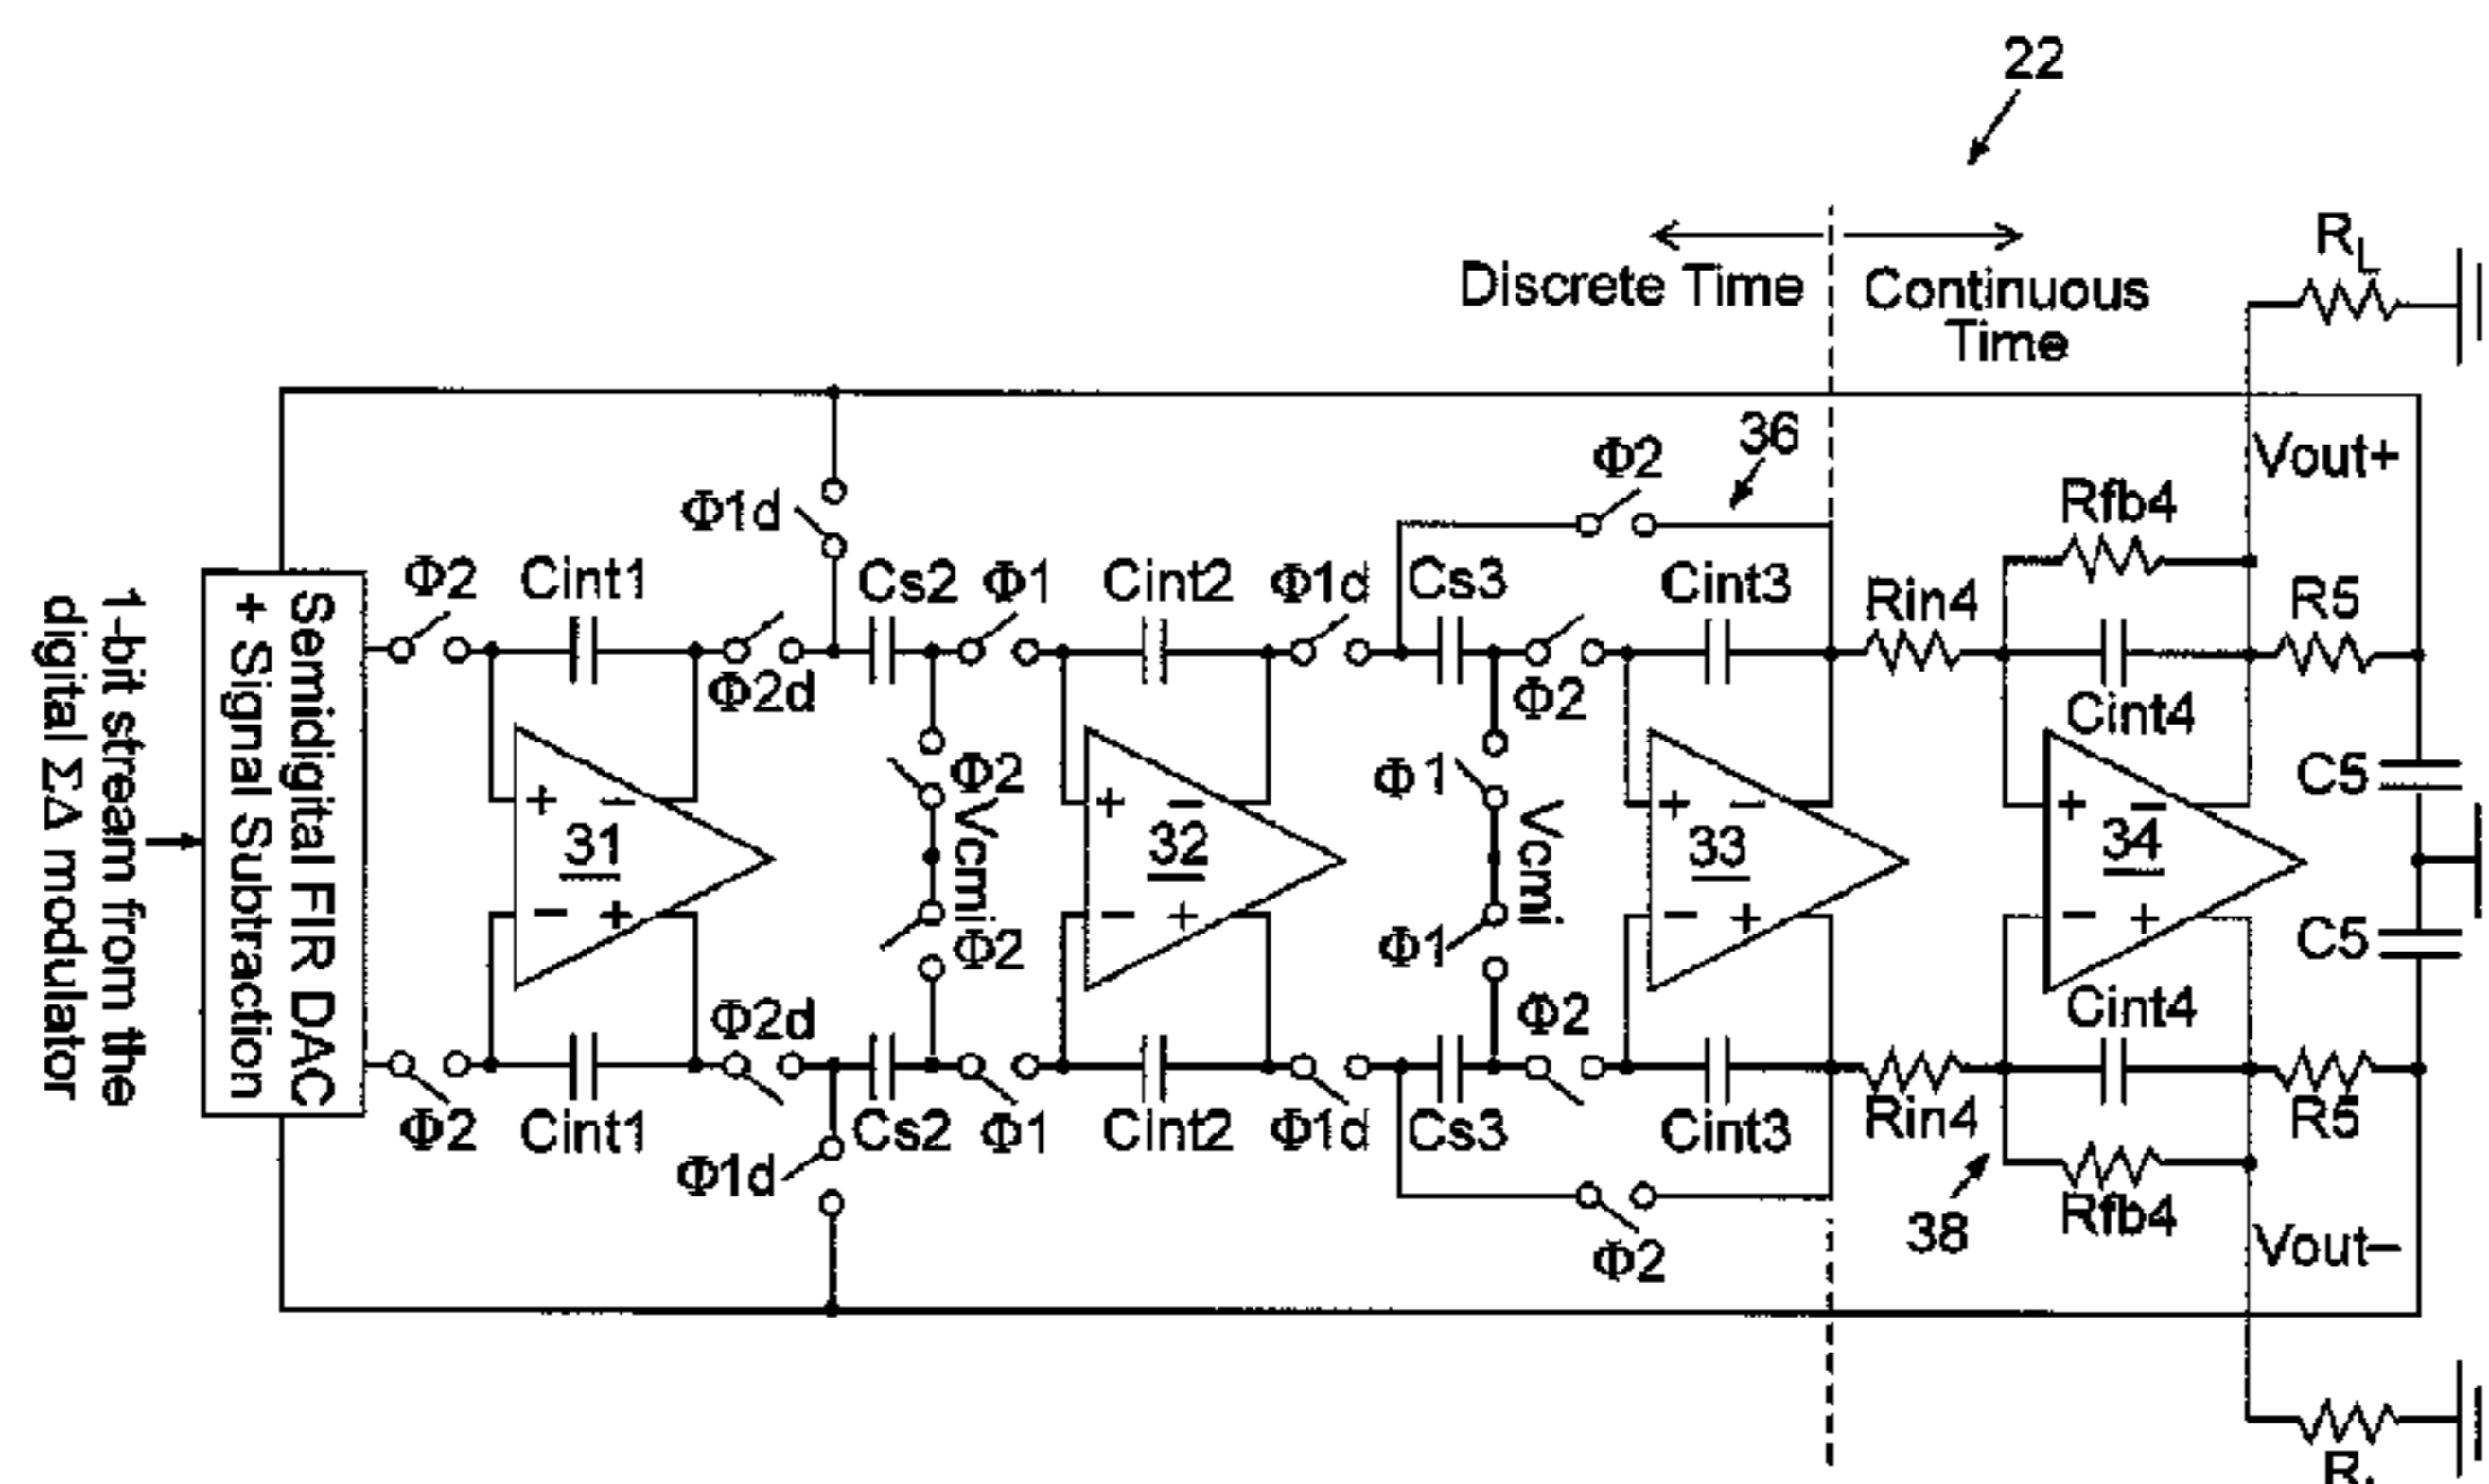 22
Discrete Time
Continuous
Time
R_L
Vout+
36
Φ2
Φ1d
Rfb4
Φ2
Cint1
Cs2
Φ1
Cint2
Φ1d
Cs3
Cint3
Rin4
R5
Φ2d
Φ2
Cint4
1-bit stream from the
digital ΣΔ modulator
Semidigital FIR DAC
+ Signal Subtraction
Φ2
Φ1
C5
+ −
31
− +
Vcmi
+ −
32
− +
Vcmi
+ −
33
− +
+ −
34
− +
Φ2
Φ1
C5
Φ2d
Φ2
Cint4
Φ2
Cint1
Cs2
Φ1
Cint2
Φ1d
Cs3
Cint3
Rin4
R5
Φ1d
38
Rfb4
Φ2
Vout−